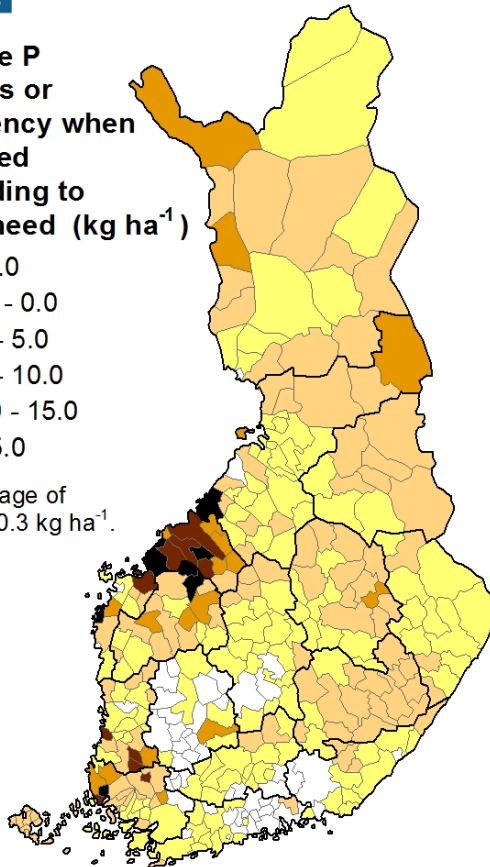 e P
s or
ency when
ed
ding to
need (kg ha⁻¹)
.0
- 0.0
- 5.0
- 10.0
- 15.0
5.0
age of
0.3 kg ha⁻¹.